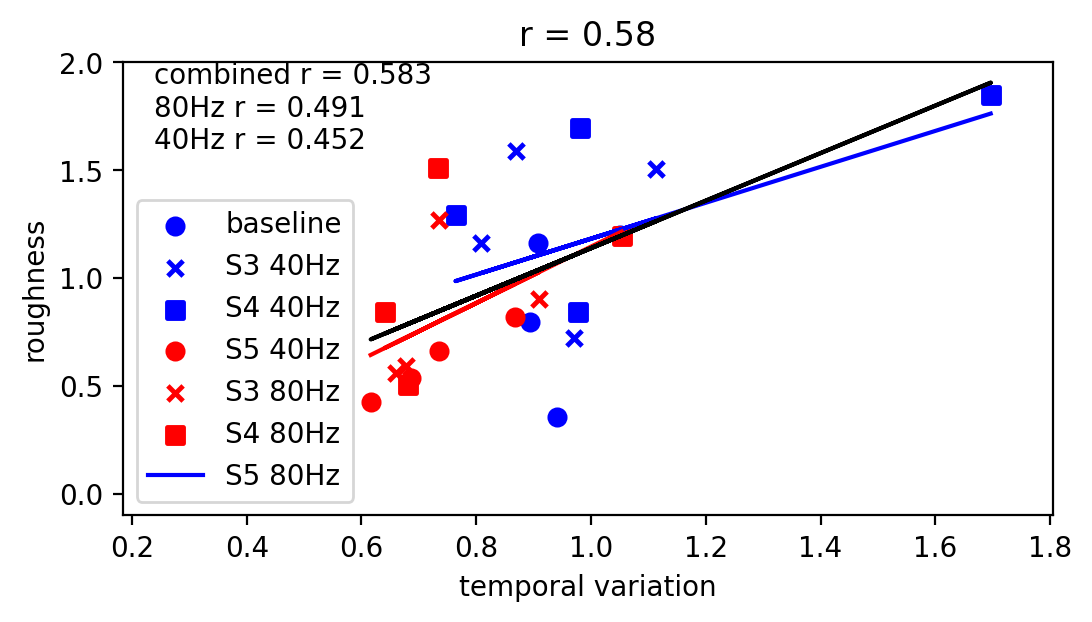 r = 0.58
combined r = 0.583
80Hz r = 0.491
40Hz r = 0.452
baseline
S3 40Hz
S4 40Hz
S5 40Hz
S3 80Hz
S4 80Hz
S5 80Hz
roughness
2.0
1.5
1.0
0.5
0.0
0.2 0.4 0.6 0.8 1.0 1.2 1.4 1.6 1.8
temporal variation